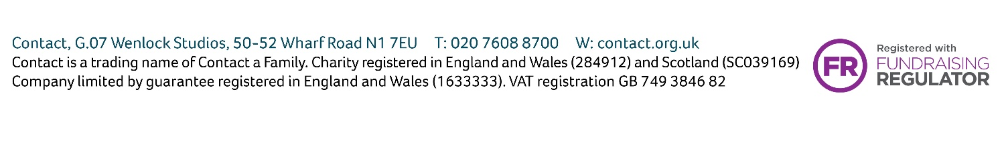 Contact, G.07 Wenlock Studios, 50-52 Wharf Road N1 7EU T: 020 7608 8700 W: contact.org.uk
Contact is a trading name of Contact a Family. Charity registered in England and Wales (284912) and Scotland (SC039169)
Company limited by guarantee registered in England and Wales (1633333). VAT registration GB 749 3846 82
FR
Registered with
FUNDRAISING
REGULATOR